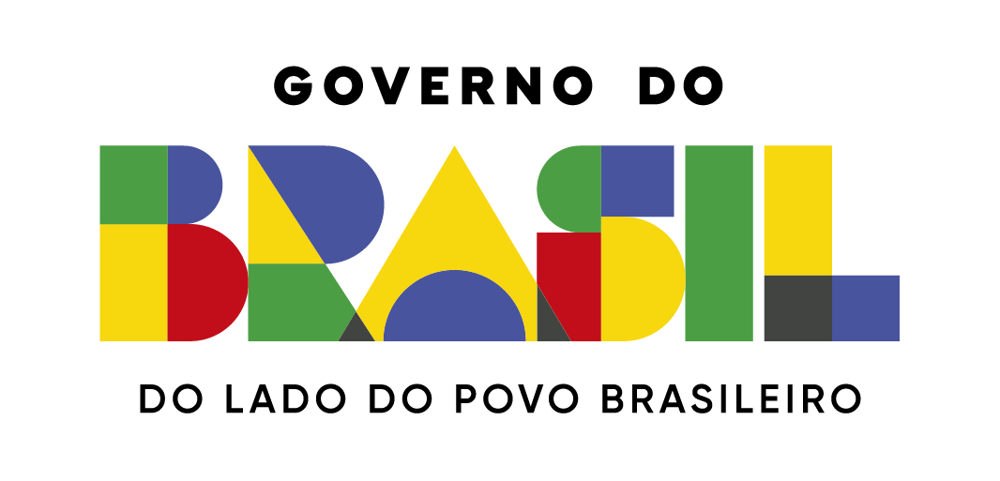 GOVERNO DO
BRASIL
DO LADO DO POVO BRASILEIRO